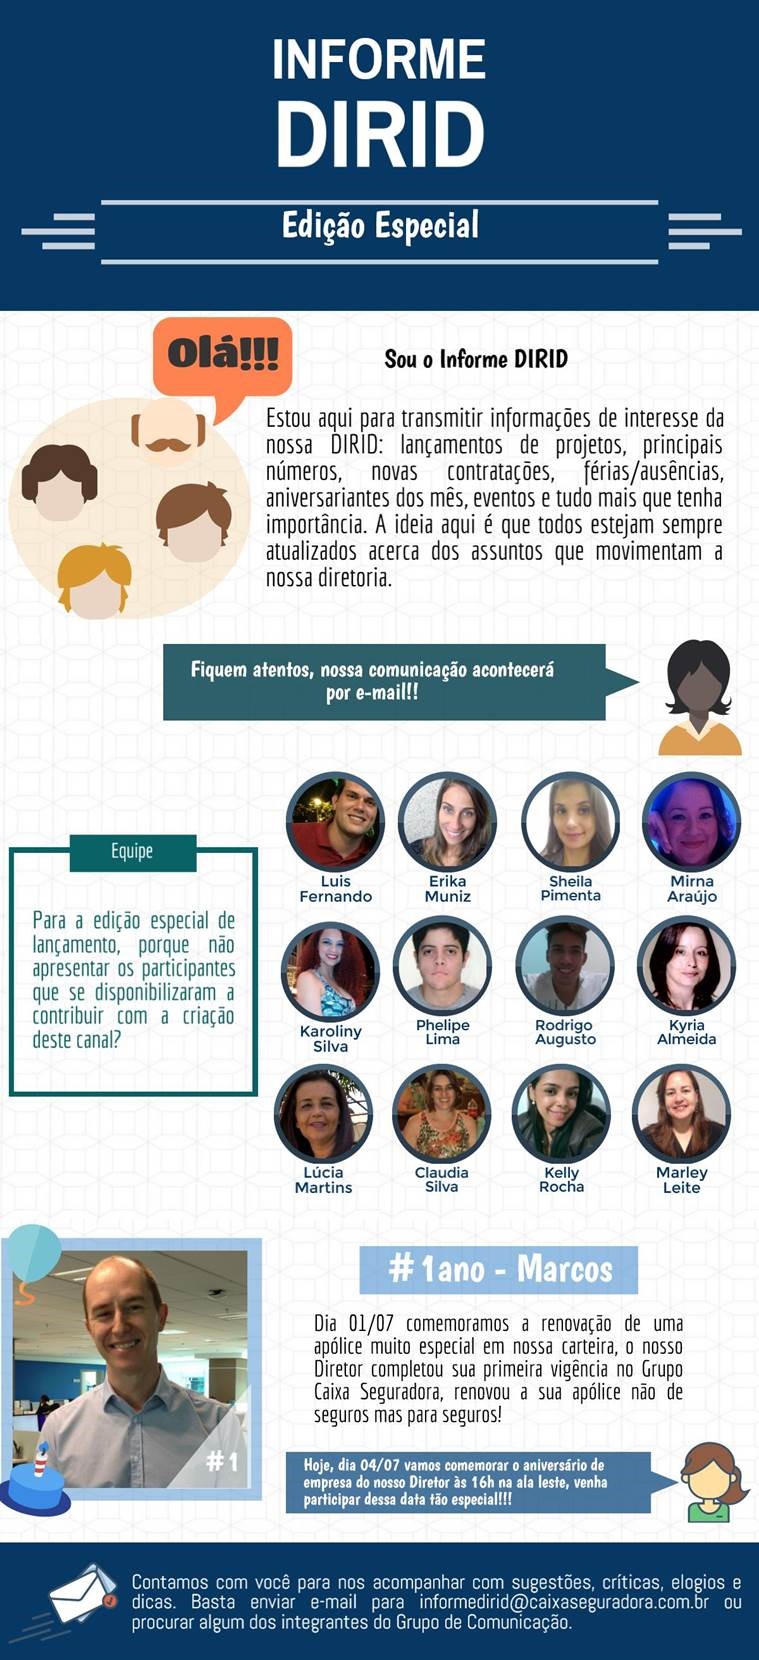 INFORME
DIRID
Edição Especial
Olá!!!
Sou o Informe DIRID
Estou aqui para transmitir informações de interesse da
nossa DIRID: lançamentos de projetos, principais
números, novas contratações, férias/ausências,
aniversariantes dos mês, eventos e tudo mais que tenha
importância. A ideia aqui é que todos estejam sempre
atualizados acerca dos assuntos que movimentam a
nossa diretoria.
Fiquem atentos, nossa comunicação acontecerá
por e-mail!!
Equipe
Para a edição especial de
lançamento, porque não
apresentar os participantes
que se disponibilizaram a
contribuir com a criação
deste canal?
Luis
Fernando
Erika
Muniz
Sheila
Pimenta
Mirna
Araújo
Karoliny
Silva
Phelipe
Lima
Rodrigo
Augusto
Kyria
Almeida
Lúcia
Martins
Claudia
Silva
Kelly
Rocha
Marley
Leite
#1ano - Marcos
Dia 01/07 comemoramos a renovação de uma
apólice muito especial em nossa carteira, o nosso
Diretor completou sua primeira vigência no Grupo
Caixa Seguradora, renovou a sua apólice não de
seguros mas para seguros!
#1
Hoje, dia 04/07 vamos comemorar o aniversário de
empresa do nosso Diretor às 16h na ala leste, venha
participar dessa data tão especial!!!
Contamos com você para nos acompanhar com sugestões, críticas, elogios e
dicas. Basta enviar e-mail para informedirid@caixaseguradora.com.br ou
procurar algum dos integrantes do Grupo de Comunicação.